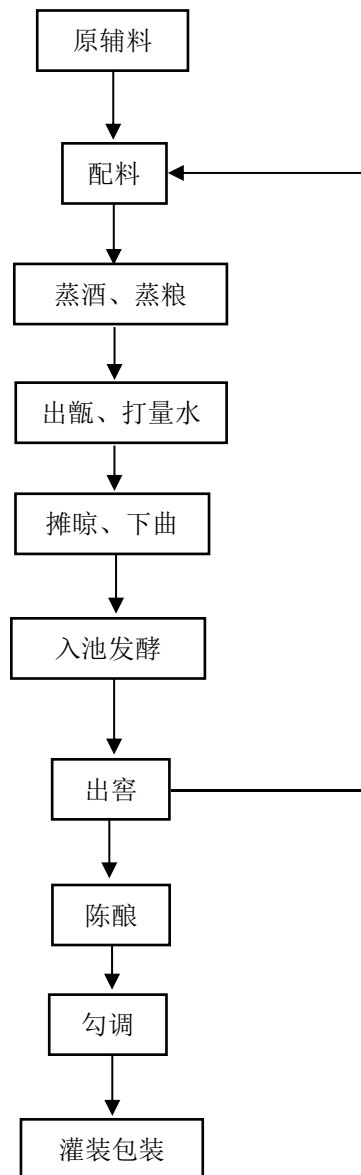 原辅料
配料
蒸酒、蒸粮
出甑、打量水
摊晾、下曲
入池发酵
出窖
陈酿
勾调
灌装包装